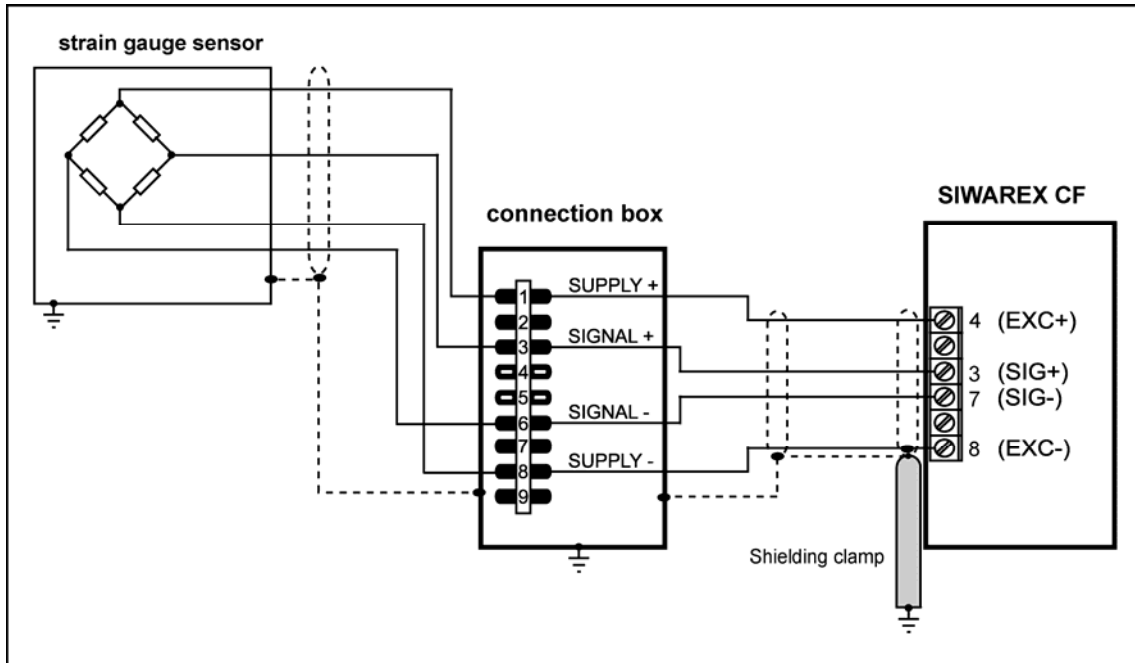 strain gauge sensor
connection box
SIWAREX CF
1
SUPPLY +
2
3
SIGNAL +
4
5
6
SIGNAL -
7
8
SUPPLY -
9
4 (EXC+)
3 (SIG+)
7 (SIG-)
8 (EXC-)
Shielding clamp